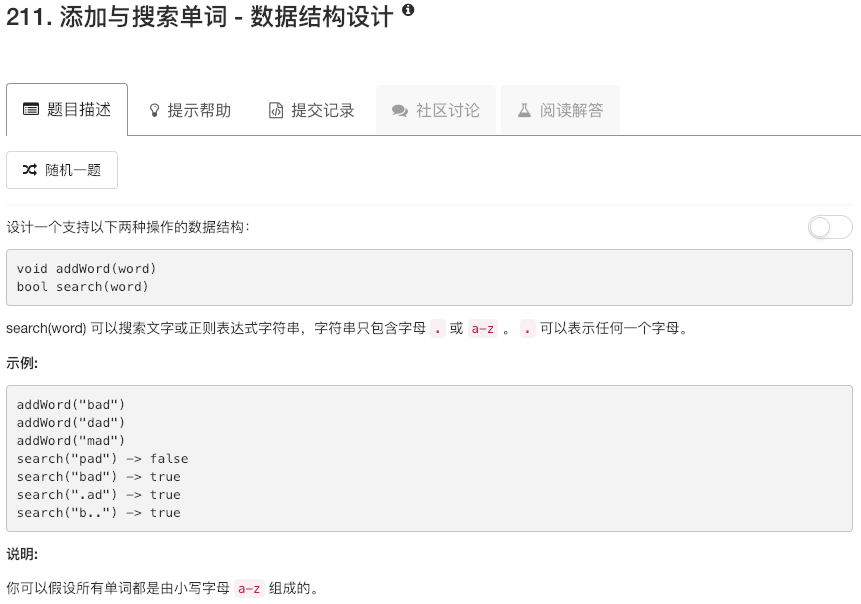 211. 添加与搜索单词 - 数据结构设计
题目描述
提示帮助
提交记录
社区讨论
阅读解答
随机一题
设计一个支持以下两种操作的数据结构：
void addWord(word)
bool search(word)
search(word) 可以搜索文字或正则表达式字符串，字符串只包含字母 . 或 a-z 。 . 可以表示任何一个字母。
示例:
addWord("bad")
addWord("dad")
addWord("mad")
search("pad") -> false
search("bad") -> true
search(".ad") -> true
search("b..") -> true
说明:
你可以假设所有单词都是由小写字母 a-z 组成的。